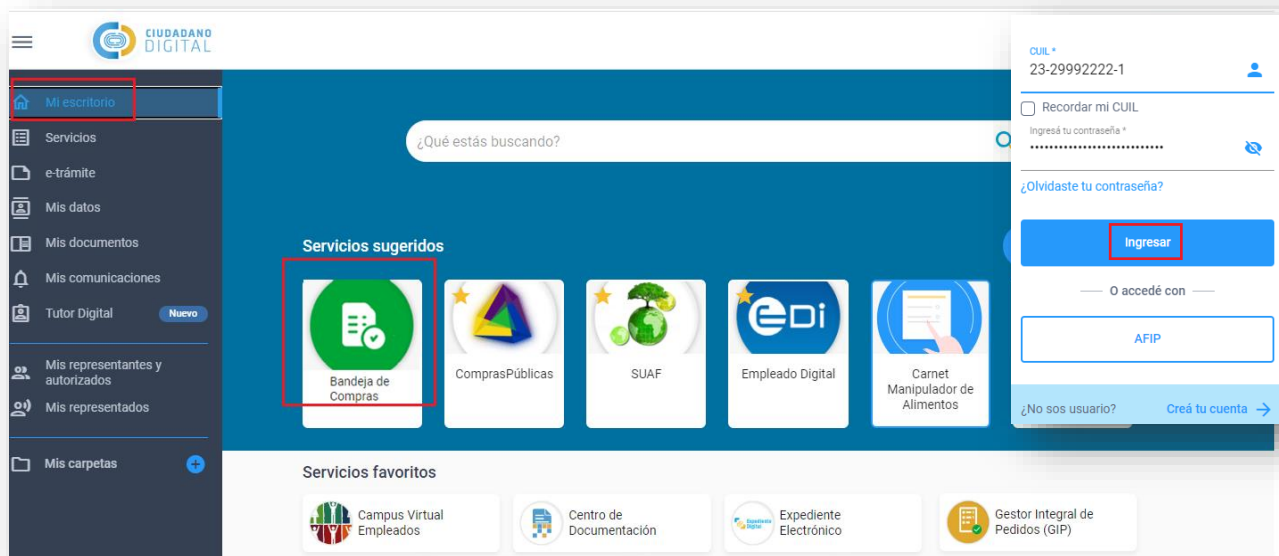 CIUDADANO
DIGITAL
Mi escritorio
Servicios
e-trámite
Mis datos
Mis documentos
Mis comunicaciones
Tutor Digital
Nuevo
Mis representantes y
autorizados
Mis representados
Mis carpetas
¿Qué estás buscando?
Servicios sugeridos
Bandeja de
Compras
ComprasPúblicas
SUAF
eDi
Empleado Digital
Carnet
Manipulador de
Alimentos
Servicios favoritos
Campus Virtual
Empleados
Centro de
Documentación
Expediente
Electrónico
Gestor Integral de
Pedidos (GIP)
CUIL *
23-29992222-1
Recordar mi CUIL
Ingresá tu contraseña *
¿Olvidaste tu contraseña?
Ingresar
O accedé con
AFIP
¿No sos usuario?
Creá tu cuenta